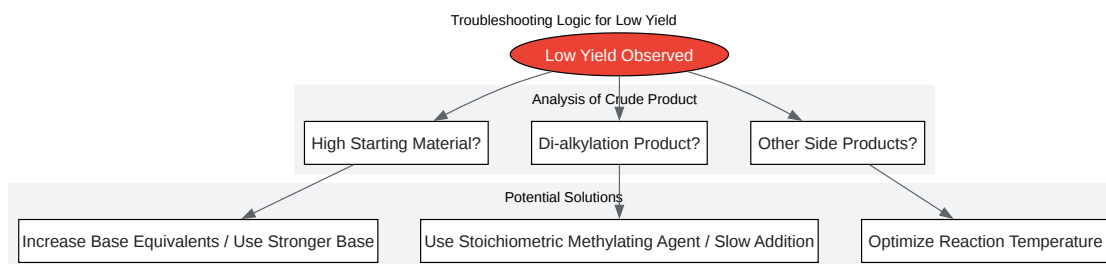 Troubleshooting Logic for Low Yield
Low Yield Observed
Analysis of Crude Product
High Starting Material?
Di-alkylation Product?
Other Side Products?
Potential Solutions
Increase Base Equivalents / Use Stronger Base
Use Stoichiometric Methylating Agent / Slow Addition
Optimize Reaction Temperature